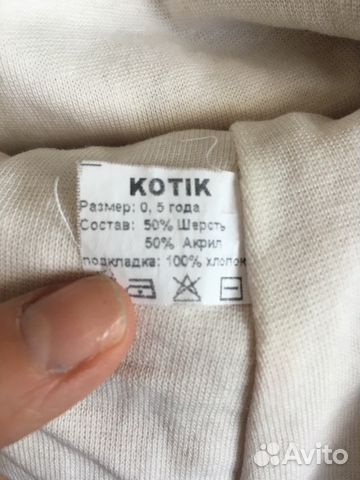 KOTIK
Размер: 0, 5 года
Состав: 50% Шерсть
50% Акрил
подкладка: 100% хлопок
Avito